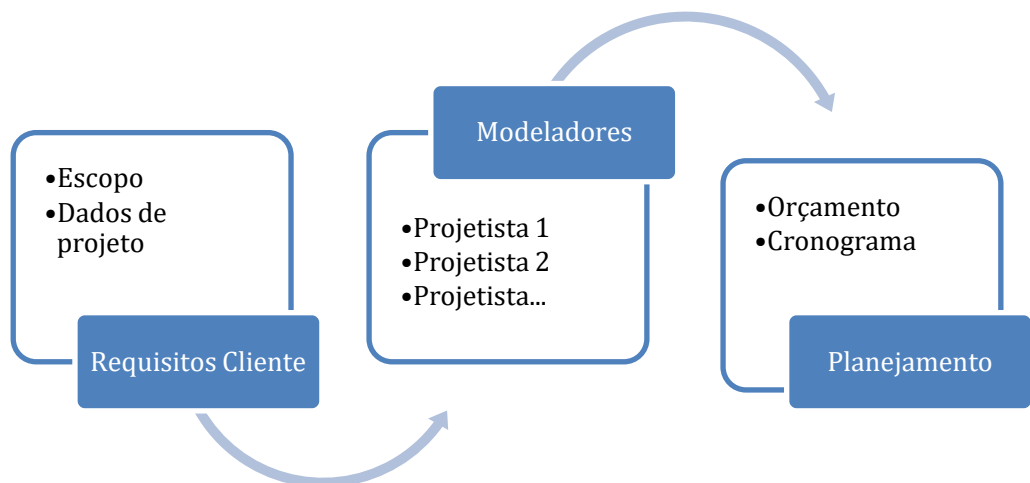 •Escopo
•Dados de
projeto
Requisitos Cliente
Modeladores
•Projetista 1
•Projetista 2
•Projetista...
•Orçamento
•Cronograma
Planejamento